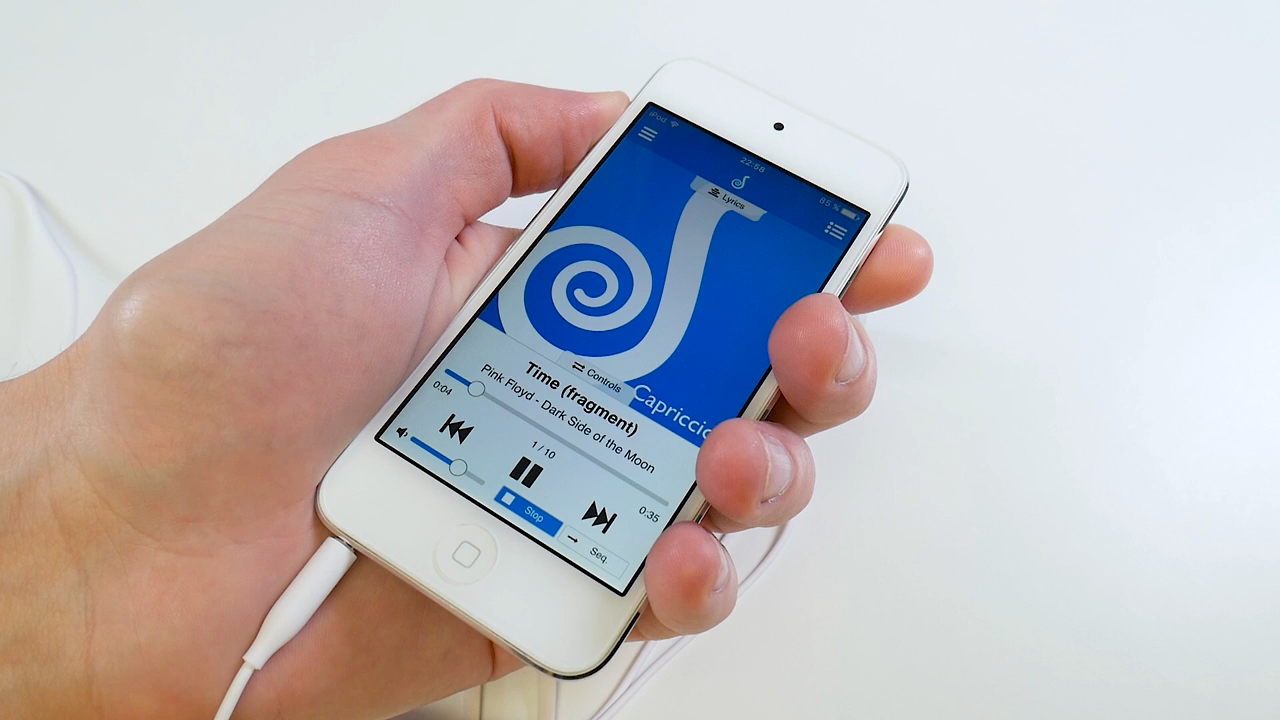 iPod
22:58
85 %
Lyrics
Controls
Capriccio
Time (fragment)
Pink Floyd - Dark Side of the Moon
0:04
0:35
1 / 10
Stop
Seq.